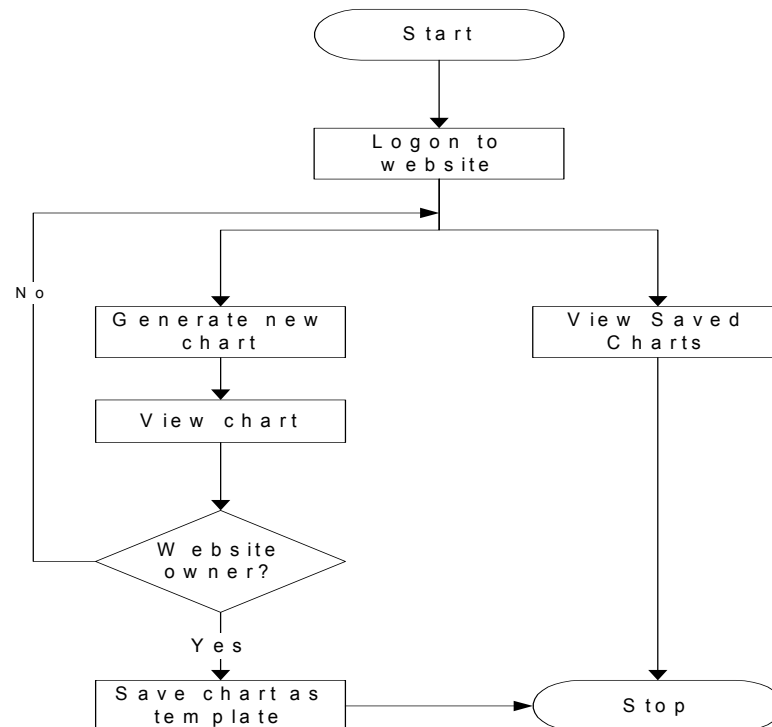 Start
Logon to
website
No
Generate new
chart
View Saved
Charts
View chart
Website
owner?
Yes
Save chart as
template
Stop